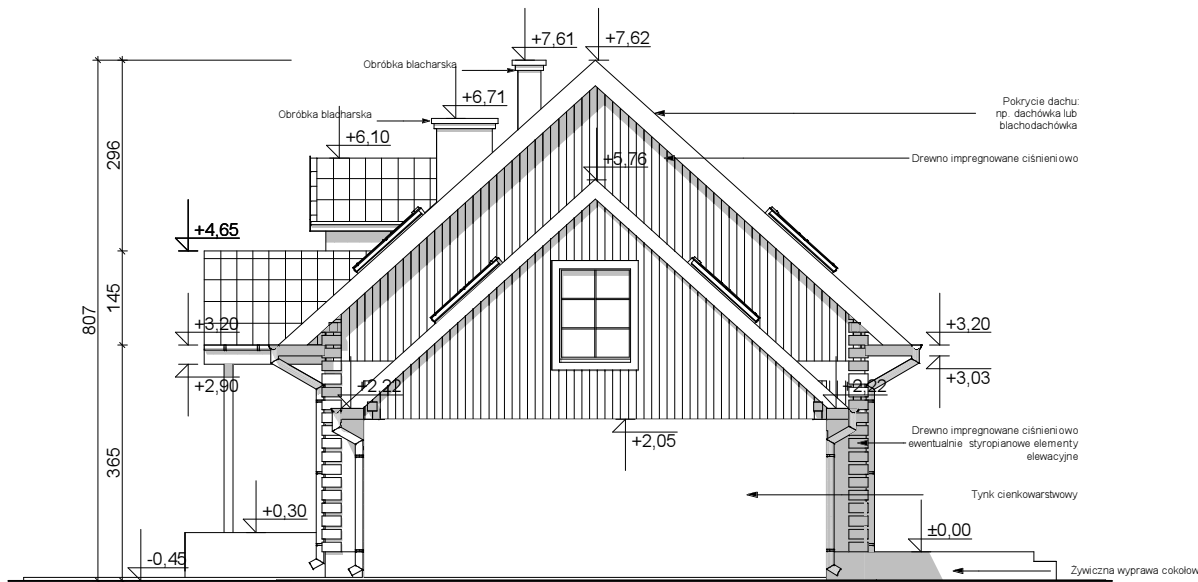 +7,61
+7,62
Obróbka blacharska
+6,71
Pokrycie dachu:
np. dachówka lub
blachodachówka
Obróbka blacharska
+6,10
296
+5,76
Drewno impregnowane ciśnieniowo
+4,65
145
807
+3,20
+3,20
+2,90
+3,03
+2,22
+2,22
Drewno impregnowane ciśnieniowo
ewentualnie styropianowe elementy
elewacyjne
+2,05
365
Tynk cienkowarstwowy
+0,30
±0,00
-0,45
Żywiczna wyprawa cokołow